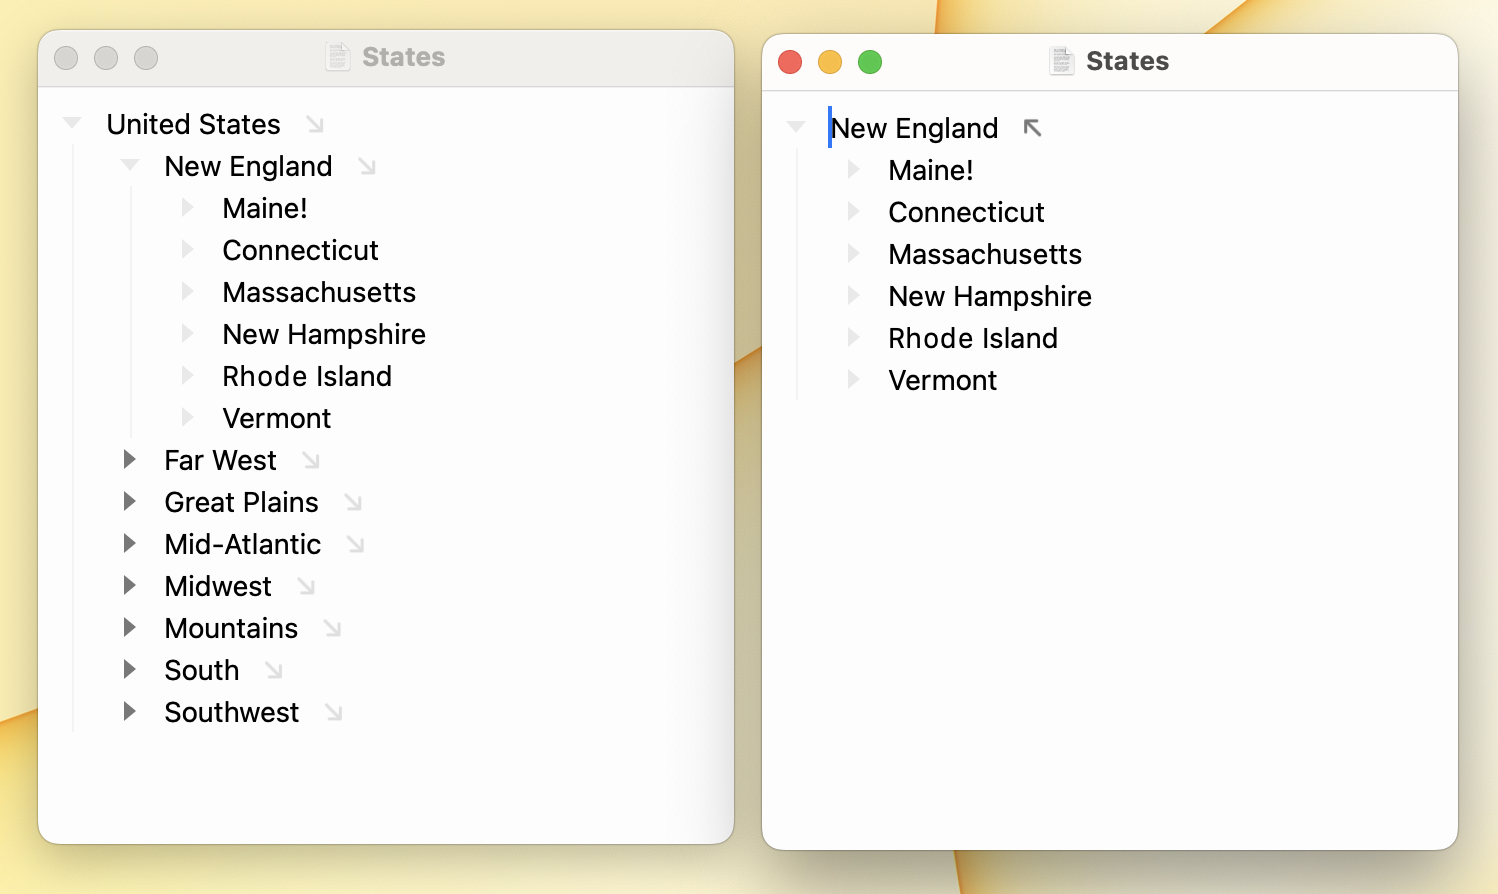 States
United States
New England
Maine!
Connecticut
Massachusetts
New Hampshire
Rhode Island
Vermont
Far West
Great Plains
Mid-Atlantic
Midwest
Mountains
South
Southwest
States
New England
Maine!
Connecticut
Massachusetts
New Hampshire
Rhode Island
Vermont